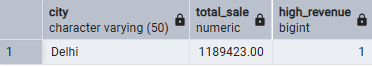 city total_sale high_revenue
character varying (50) numeric bigint
1 Delhi 1189423.00 1